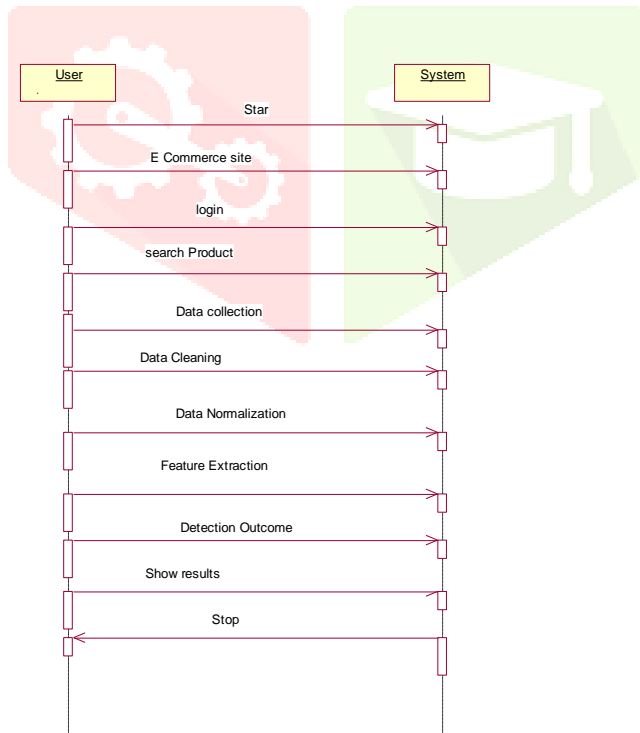 User
System
Star
E Commerce site
login
search Product
Data collection
Data Cleaning
Data Normalization
Feature Extraction
Detection Outcome
Show results
Stop